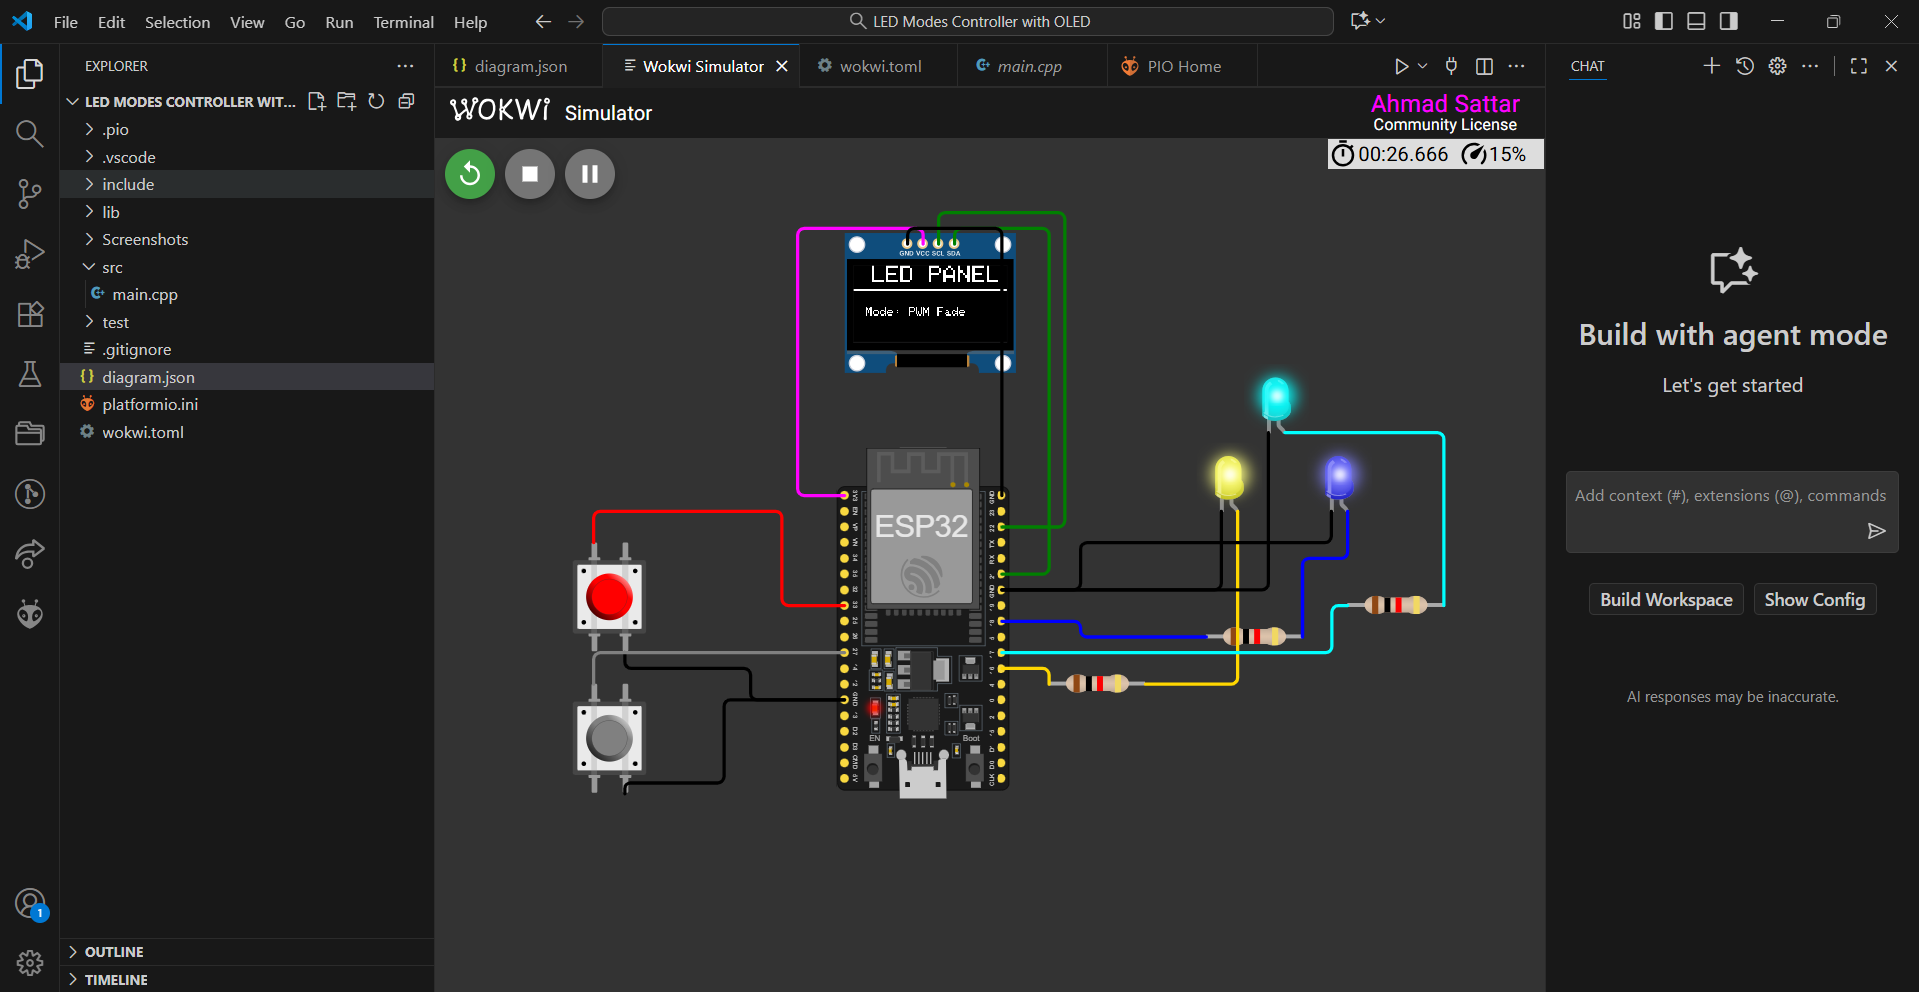 File Edit Selection View Go Run Terminal Help
LED Modes Controller with OLED
EXPLORER
LED MODES CONTROLLER WIT...
.pio
.vscode
include
lib
Screenshots
src
main.cpp
test
.gitignore
diagram.json
platformio.ini
wokwi.toml
OUTLINE
TIMELINE
1
diagram.json
Wokwi Simulator
wokwi.toml
main.cpp
PIO Home
WOKWi Simulator
Ahmad Sattar
Community License
00:26.666 15%
GND VCC SCL SDA
LED PANEL
Mode: PWM Fade
ESP32
EN
Boot
CHAT
Build with agent mode
Let's get started
Add context (#), extensions (@), commands
Build Workspace
Show Config
AI responses may be inaccurate.